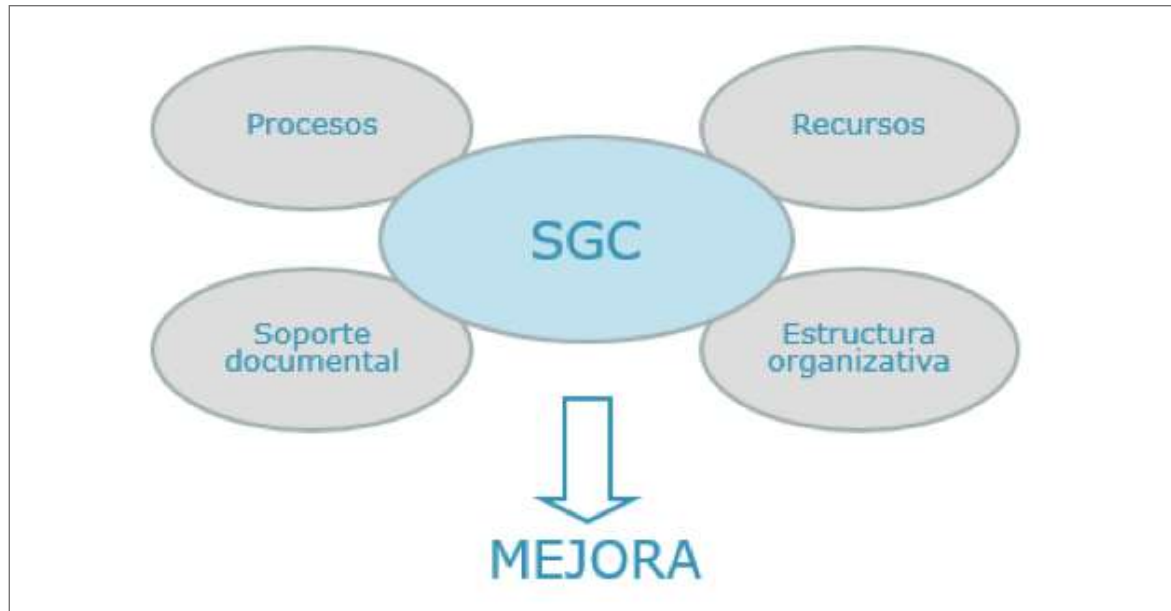 Procesos
Recursos
SGC
Soporte
documental
Estructura
organizativa
MEJORA